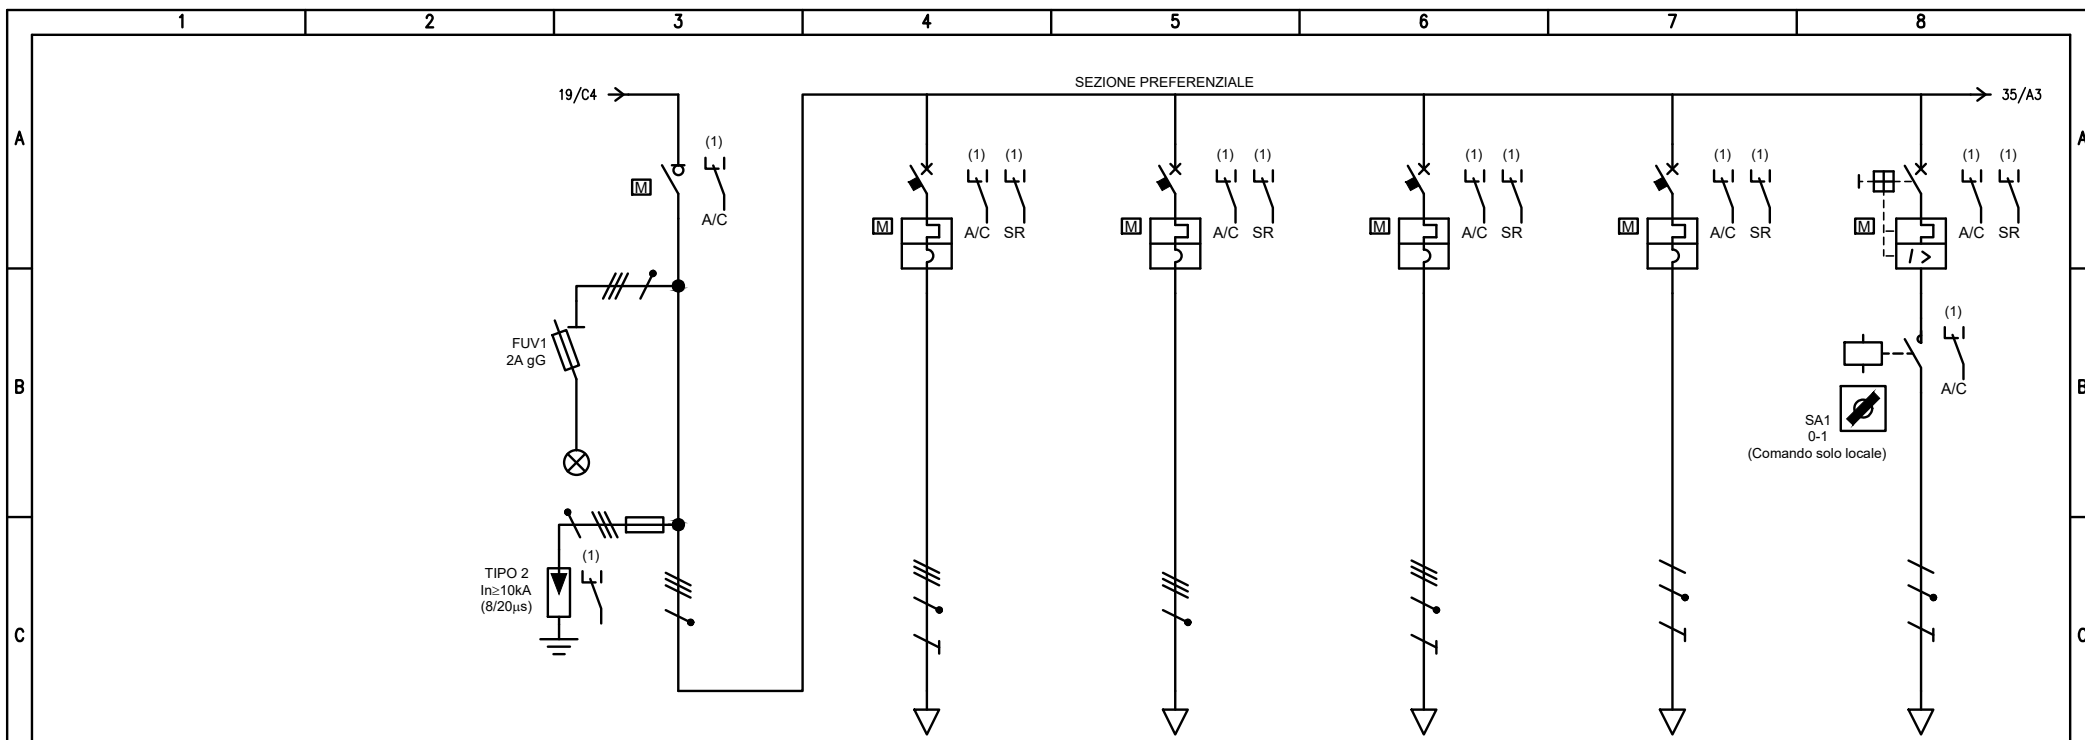 1 2 3 4 5 6 7 8
SEZIONE PREFERENZIALE
19/C4 35/A3
A A
(1)
(1) (1) (1) (1) (1) (1) (1) (1) (1) (1)
M
A/C
M A/C SR M A/C SR M A/C SR M A/C SR M A/C SR
I >
(1)
FUV1
2A gG
B B
A/C
SA1
0-1
(Comando solo locale)
(1)
TIPO 2
In≥10kA
(8/20µs)
C C